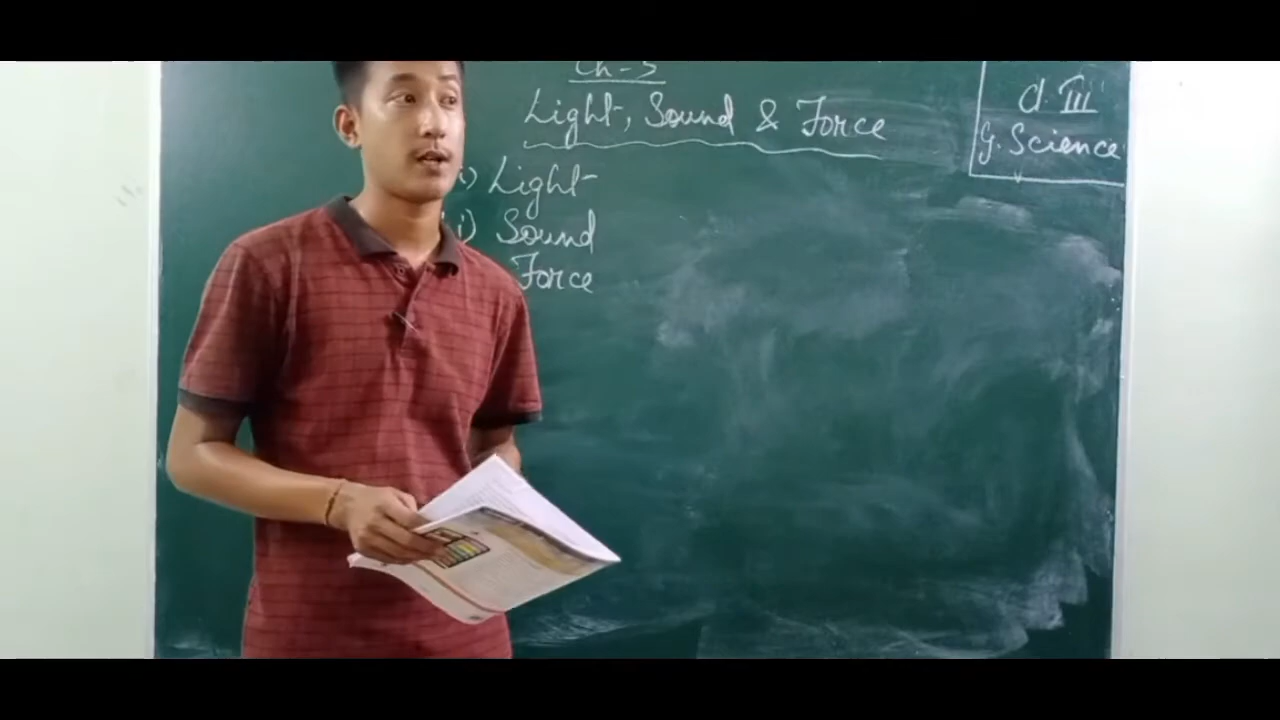 Ch-5
Light, Sound & Force
i) Light
i) Sound
Force
cl. III
G. Science